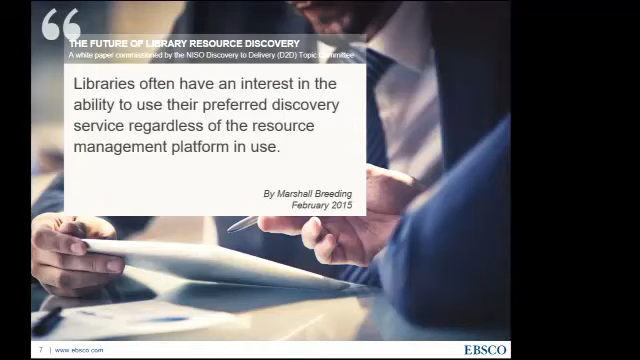 “
THE FUTURE OF LIBRARY RESOURCE DISCOVERY
A white paper commissioned by the NISO Discovery to Delivery (D2D) Topic Committee
Libraries often have an interest in the
ability to use their preferred discovery
service regardless of the resource
management platform in use.
By Marshall Breeding
February 2015
7 | www.ebsco.com
EBSCO